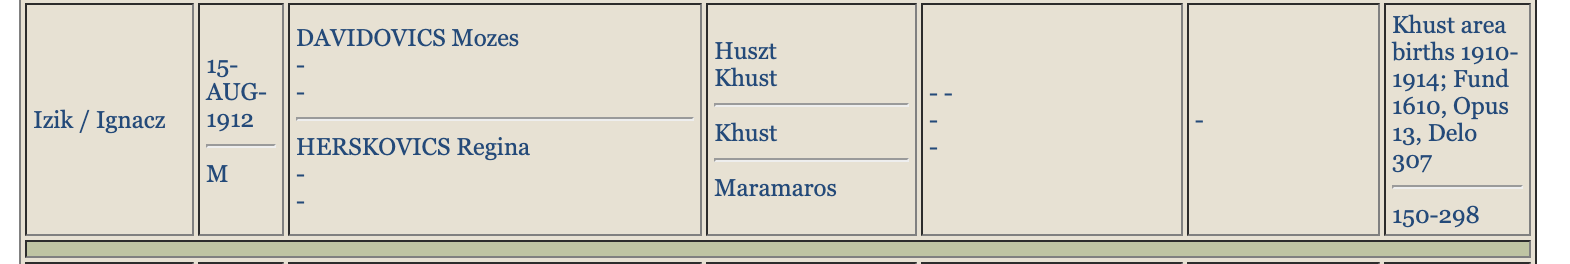 Izik / Ignacz
15-
AUG-
1912
M
DAVIDOVICS Mozes
-
-
HERSKOVICS Regina
-
-
Huszt
Khust
Khust
Maramaros
- -
-
-
-
Khust area
births 1910-
1914; Fund
1610, Opus
13, Delo
307
150-298